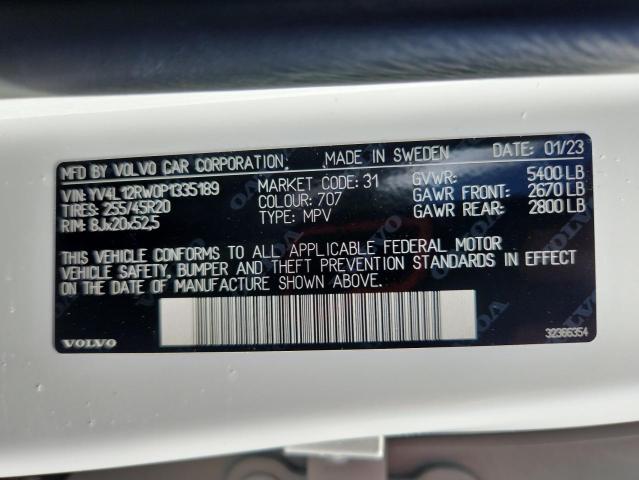 MFD BY VOLVO CAR CORPORATION. MADE IN SWEDEN DATE: 01/23
VIN: YV4L12RW0P1335189 MARKET CODE: 31 GVWR: 5400 LB
TIRES: 255/45R20 COLOUR: 707 GAWR FRONT: 2670 LB
RIM: 8Jx20x52,5 TYPE: MPV GAWR REAR: 2800 LB
THIS VEHICLE CONFORMS TO ALL APPLICABLE FEDERAL MOTOR
VEHICLE SAFETY, BUMPER AND THEFT PREVENTION STANDARDS IN EFFECT
ON THE DATE OF MANUFACTURE SHOWN ABOVE.
VOLVO 32366354